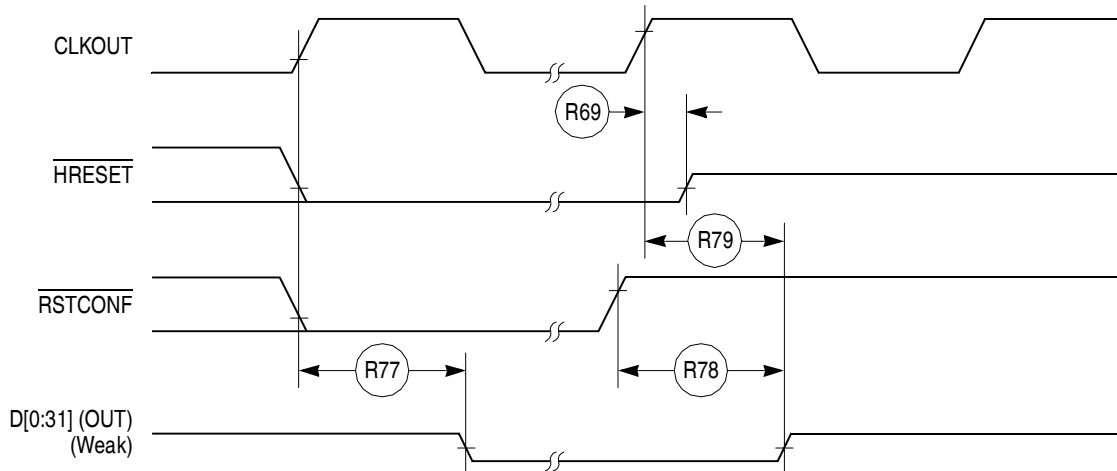 CLKOUT
R69
HRESET
R79
RSTCONF
R77
R78
D[0:31] (OUT)
(Weak)